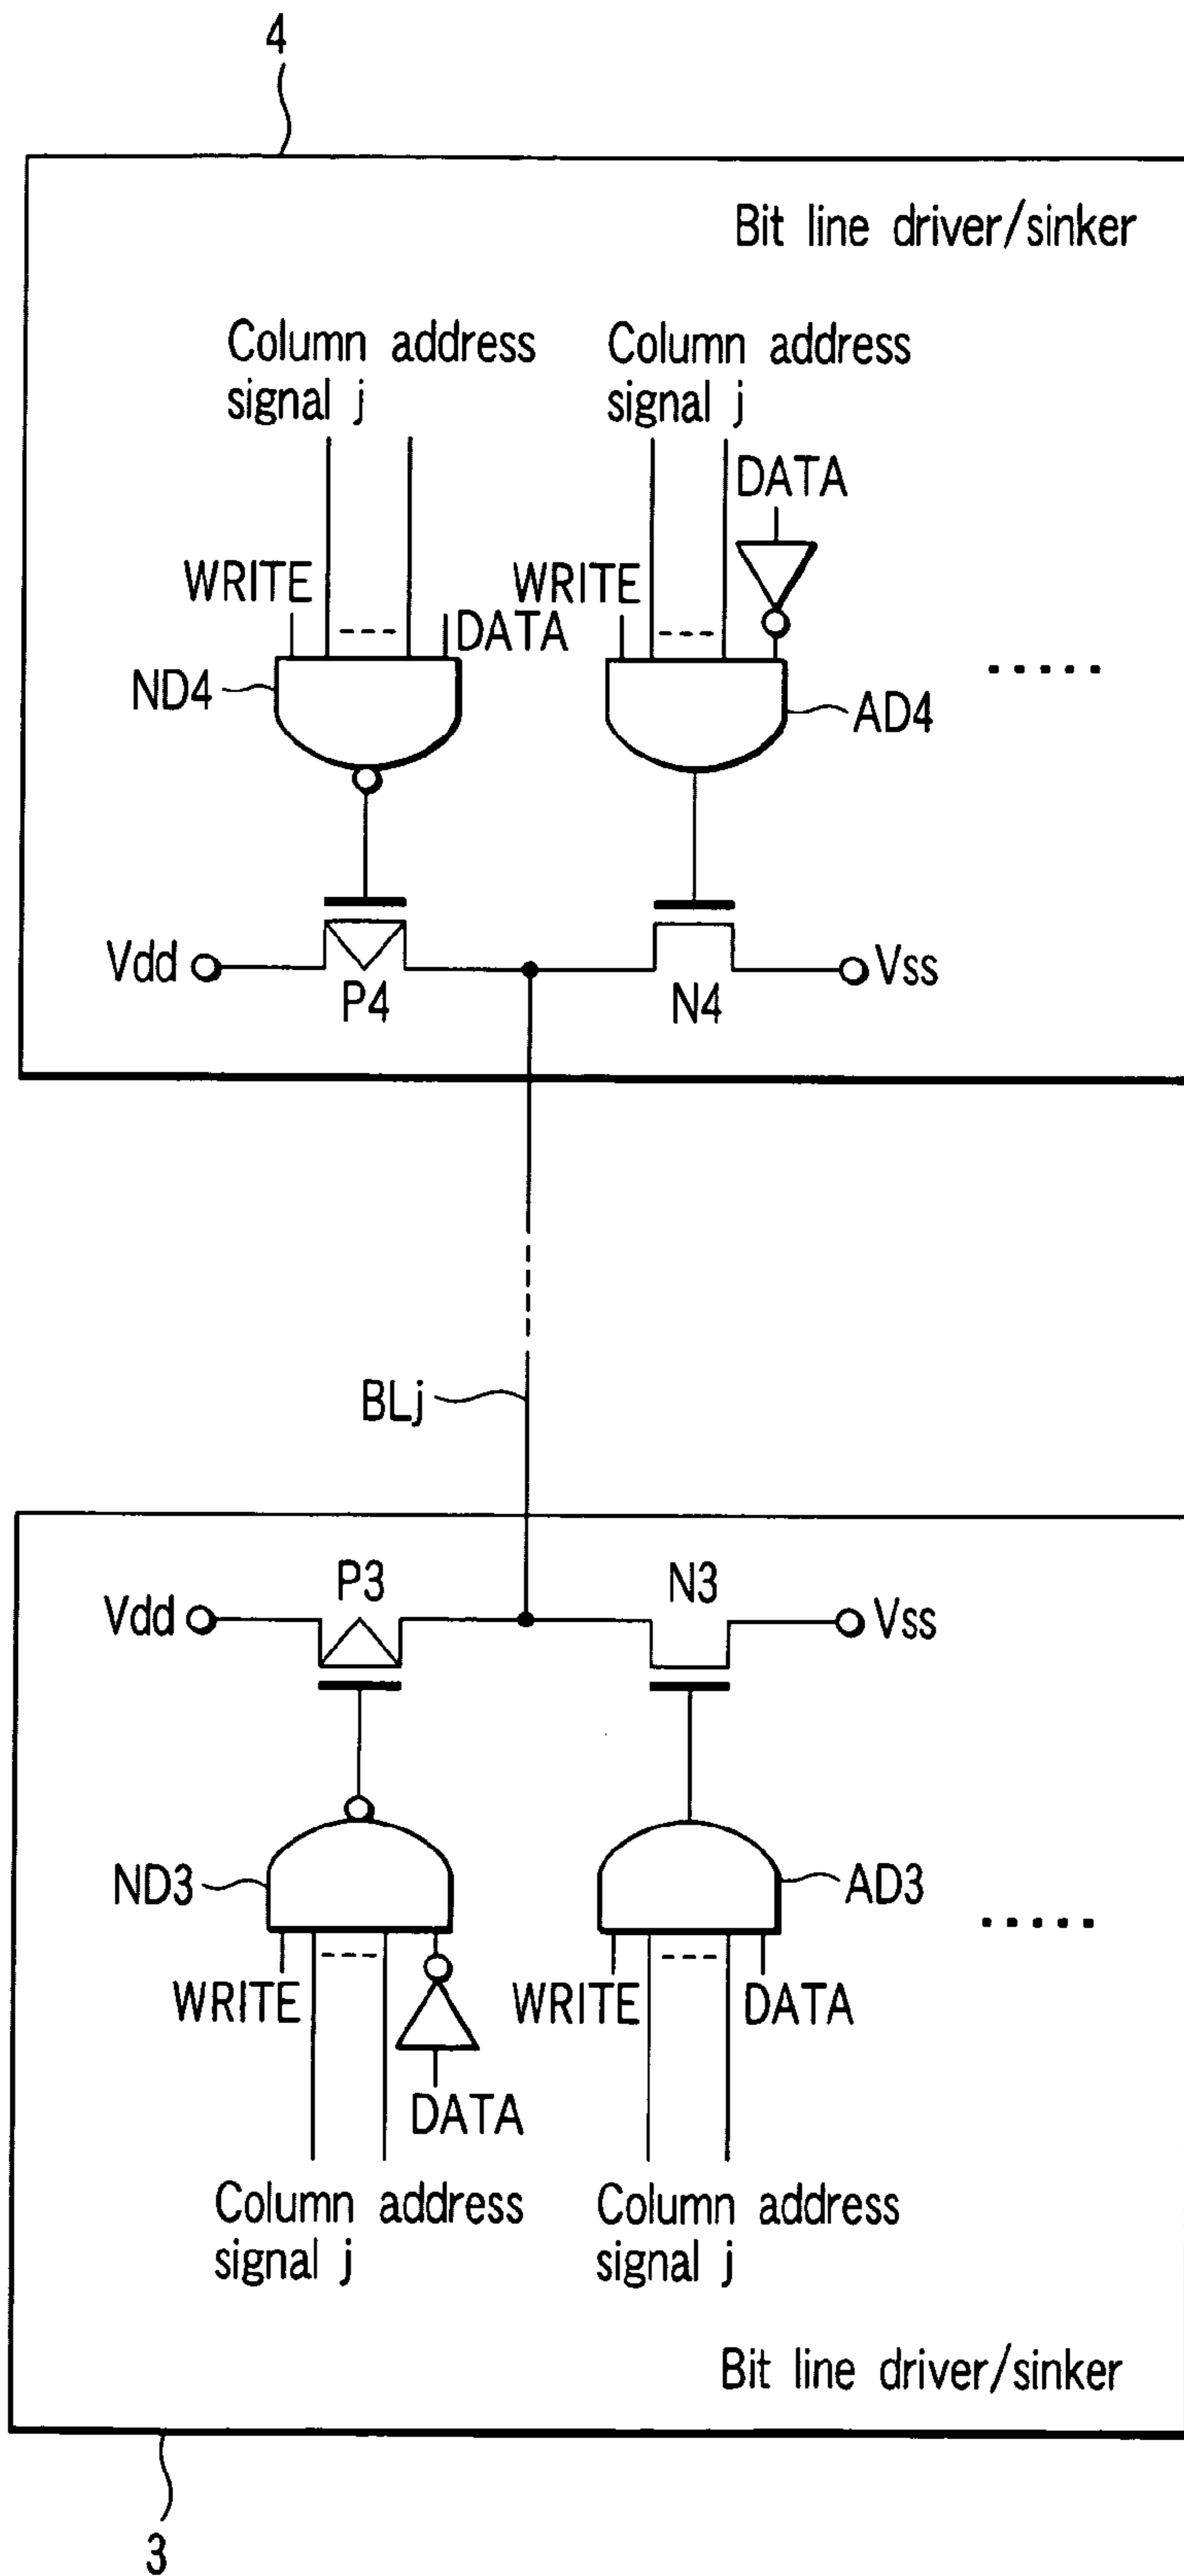 4
Bit line driver/sinker
Column address
signal j
Column address
signal j
DATA
WRITE
DATA
WRITE
ND4
AD4
Vdd
P4
N4
Vss
BLj
P3
N3
Vdd
Vss
ND3
AD3
WRITE
DATA
WRITE
DATA
Column address
signal j
Column address
signal j
Bit line driver/sinker
3